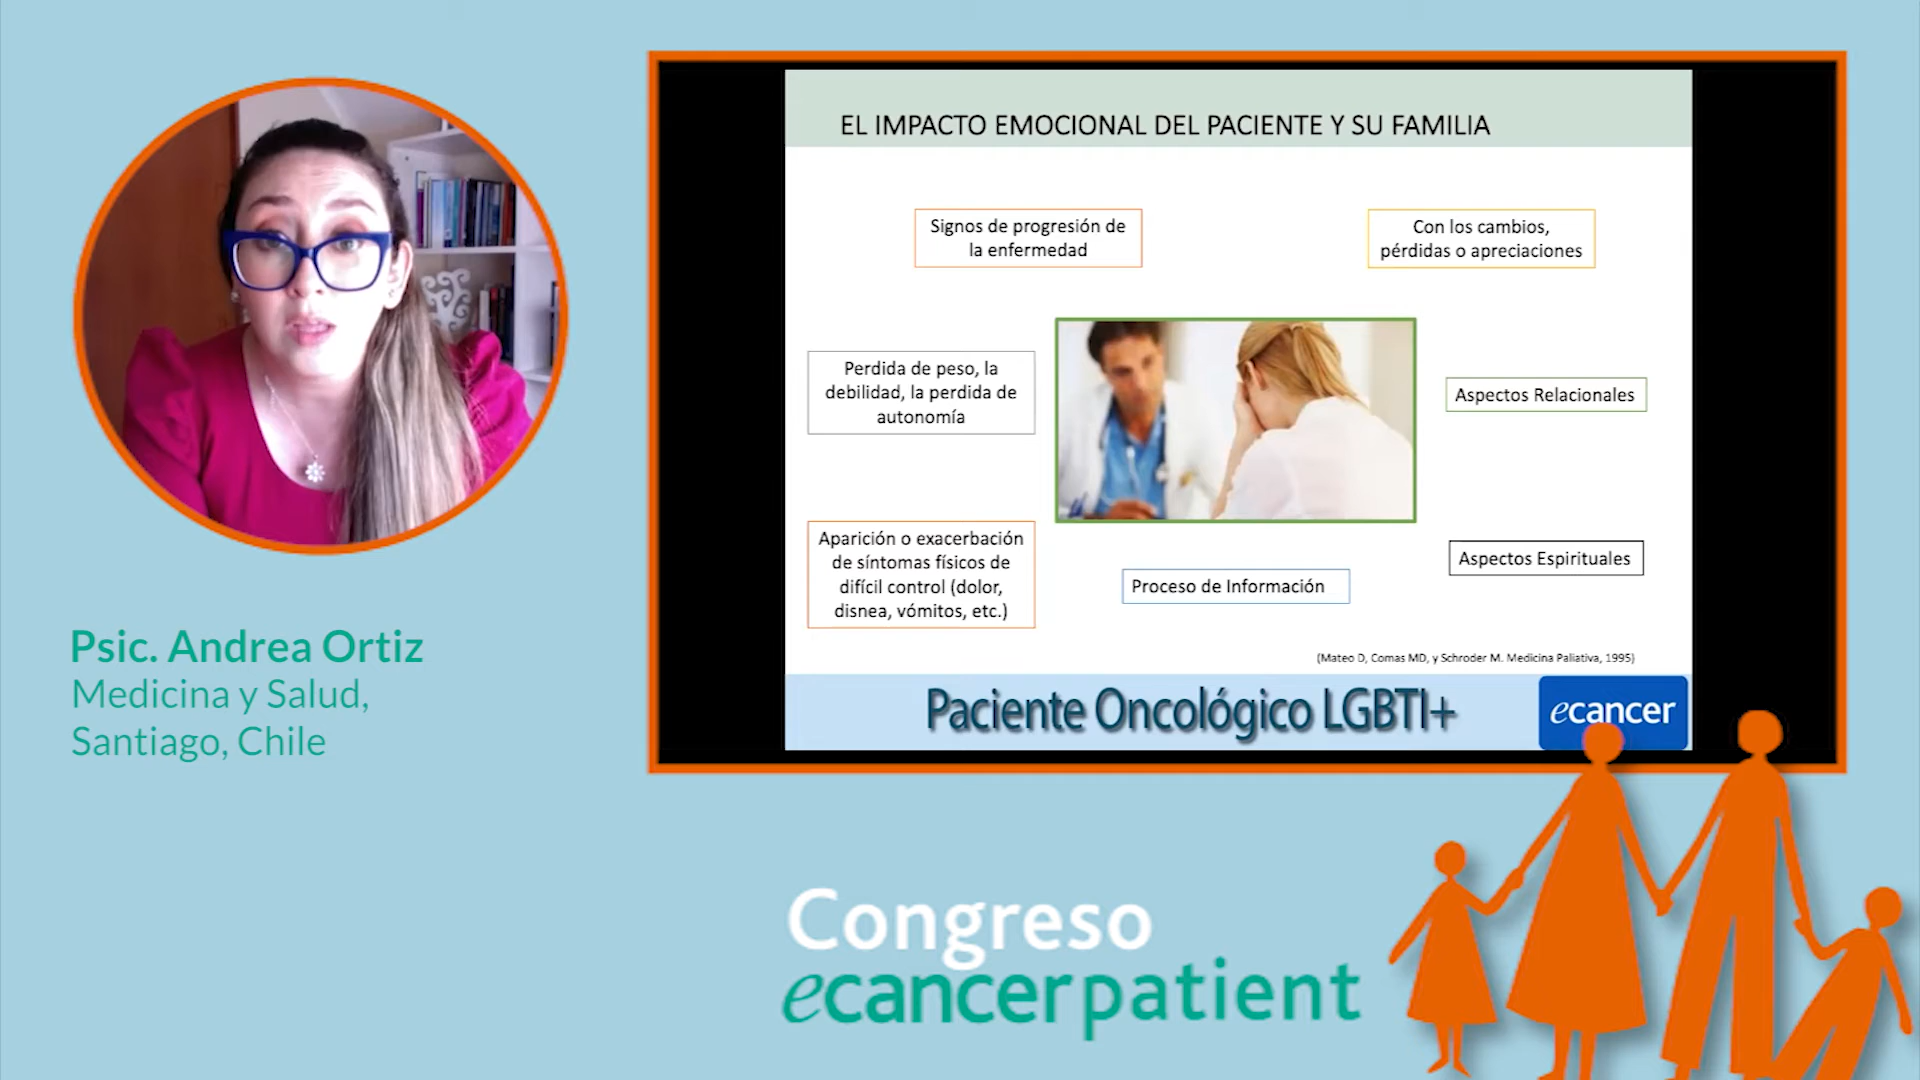 Psic. Andrea Ortiz
Medicina y Salud,
Santiago, Chile
EL IMPACTO EMOCIONAL DEL PACIENTE Y SU FAMILIA
Signos de progresión de
la enfermedad
Con los cambios,
pérdidas o apreciaciones
Perdida de peso, la
debilidad, la perdida de
autonomía
Aspectos Relacionales
Aparición o exacerbación
de síntomas físicos de
difícil control (dolor,
disnea, vómitos, etc.)
Proceso de Información
Aspectos Espirituales
(Mateo D, Comas MD, y Schroder M. Medicina Paliativa, 1995)
Paciente Oncológico LGBTI+
ecancer
Congreso
ecancerpatient